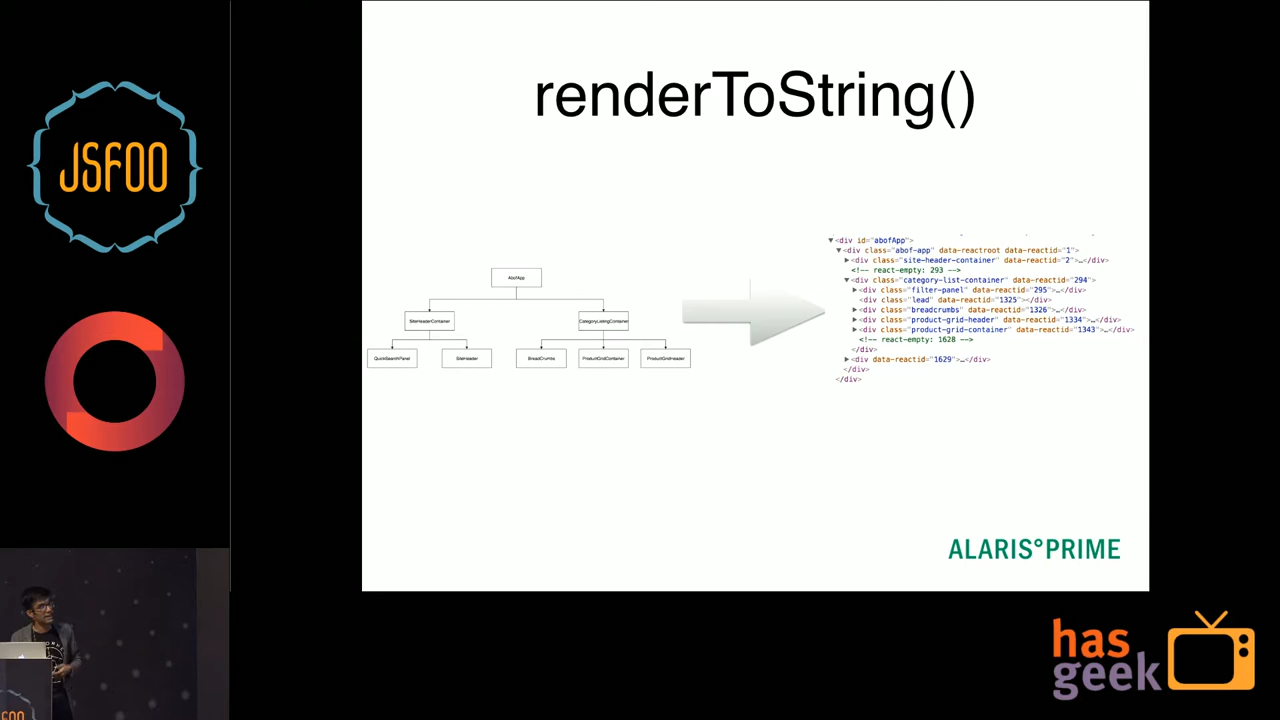 JSFOO
renderToString()
AbofApp
SiteHeaderContainer
CategoryListingContainer
QuickSearchPanel
SiteHeader
BreadCrumbs
ProductGridContainer
ProductGridHeader
▼<div id="abofApp">
▼<div class="abof-app" data-reactroot data-reactid="1">
▶<div class="site-header-container" data-reactid="2">…</div>
<!-- react-empty: 293 -->
▼<div class="category-list-container" data-reactid="294">
▶<div class="filter-panel" data-reactid="295">…</div>
<div class="lead" data-reactid="1325"></div>
▶<div class="breadcrumbs" data-reactid="1326">…</div>
▶<div class="product-grid-header" data-reactid="1334">…</div>
▶<div class="product-grid-container" data-reactid="1343">…</div>
<!-- react-empty: 1628 -->
</div>
▶<div data-reactid="1629">…</div>
</div>
</div>
ALARIS°PRIME
has
geek
FOO